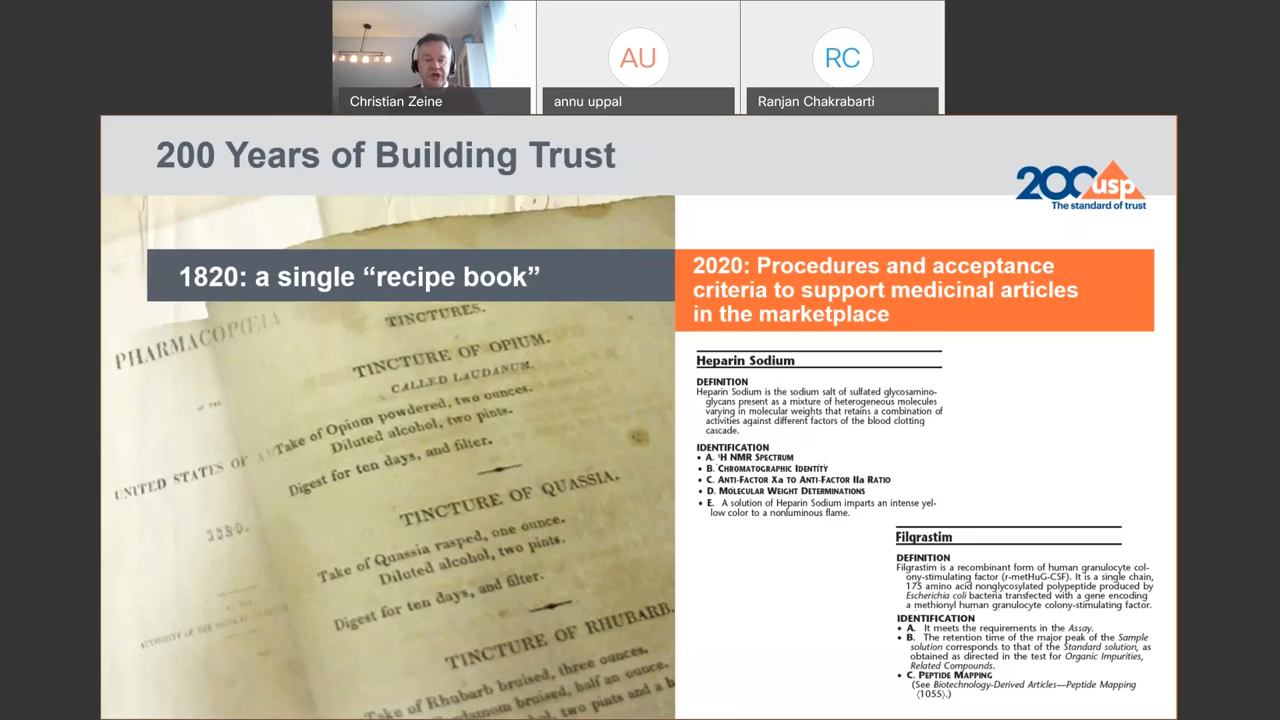 Christian Zeine
AU
annu uppal
RC
Ranjan Chakrabarti
200 Years of Building Trust
200 usp
The standard of trust
1820: a single “recipe book”
PHARMACOPŒIA
OF THE
UNITED STATES OF A
1820.
TINCTURES.
TINCTURE OF OPIUM.
CALLED LAUDANUM.
Take of Opium powdered, two ounces.
Diluted alcohol, two pints.
Digest for ten days, and filter.
TINCTURE OF QUASSIA.
Take of Quassia rasped, one ounce.
Diluted alcohol, two pints.
Digest for ten days, and filter.
TINCTURE OF RHUBARB.
Take of Rhubarb bruised, three ounces.
bruised, half an ounce.
two pints and a h
2020: Procedures and acceptance
criteria to support medicinal articles
in the marketplace
Heparin Sodium
DEFINITION
Heparin Sodium is the sodium salt of sulfated glycosamino-
glycans present as a mixture of heterogeneous molecules
varying in molecular weights that retains a combination of
activities against different factors of the blood clotting
cascade.
IDENTIFICATION
• A. ¹H NMR SPECTRUM
• B. CHROMATOGRAPHIC IDENTITY
• C. ANTI-FACTOR Xa TO ANTI-FACTOR IIa RATIO
• D. MOLECULAR WEIGHT DETERMINATIONS
• E. A solution of Heparin Sodium imparts an intense yel-
low color to a nonluminous flame.
Filgrastim
DEFINITION
Filgrastim is a recombinant form of human granulocyte col-
ony-stimulating factor (r-metHuG-CSF). It is a single chain,
175 amino acid nonglycosylated polypeptide produced by
Escherichia coli bacteria transfected with a gene encoding
a methionyl human granulocyte colony-stimulating factor.
IDENTIFICATION
• A. It meets the requirements in the Assay.
• B. The retention time of the major peak of the Sample
solution corresponds to that of the Standard solution, as
obtained as directed in the test for Organic Impurities,
Related Compounds.
• C. PEPTIDE MAPPING
(See Biotechnology-Derived Articles—Peptide Mapping
⟨1055⟩.)